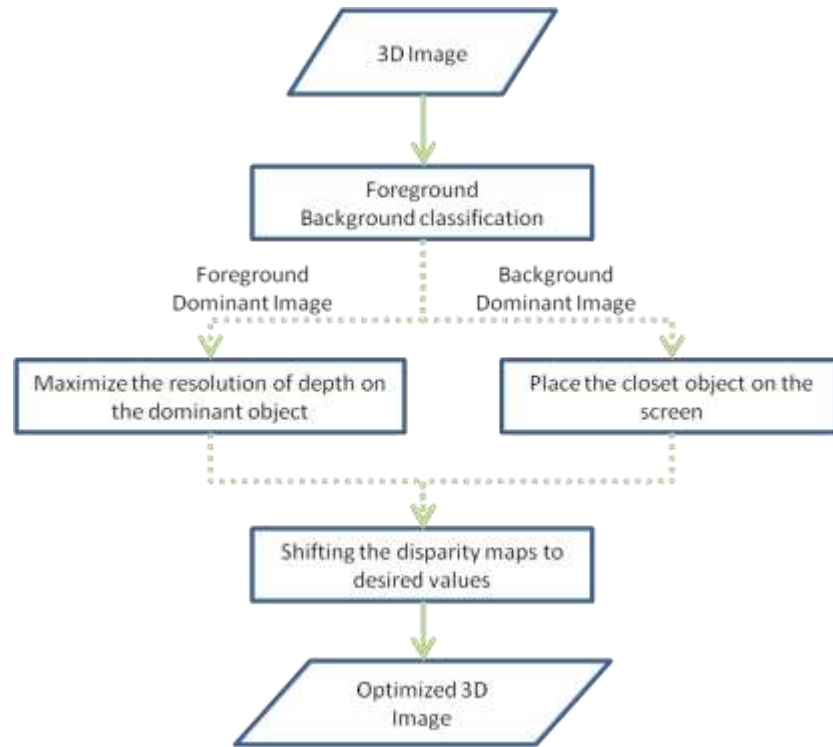 3D Image
Foreground
Background classification
Foreground
Dominant Image
Background
Dominant Image
Maximize the resolution of depth on
the dominant object
Place the closet object on the
screen
Shifting the disparity maps to
desired values
Optimized 3D
Image